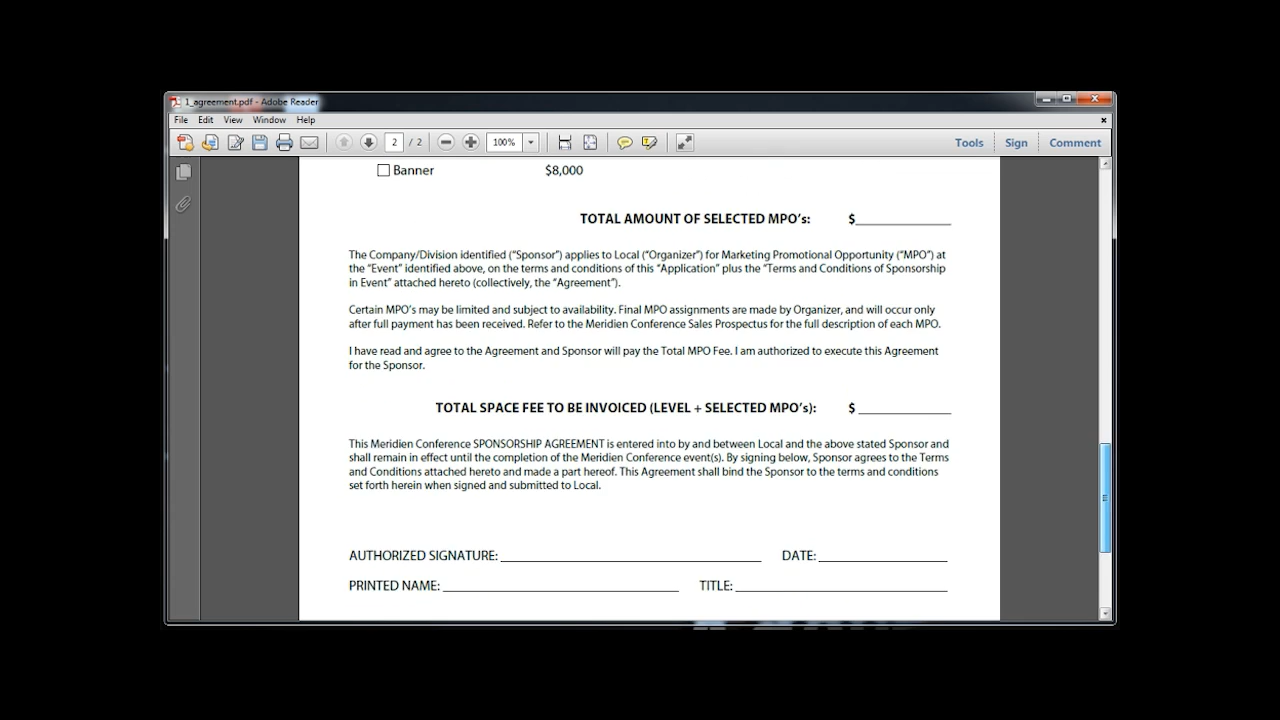 1_agreement.pdf - Adobe Reader
File Edit View Window Help
2 / 2 100% Tools Sign Comment
Banner $8,000
TOTAL AMOUNT OF SELECTED MPO’s: $____________
The Company/Division identified (“Sponsor”) applies to Local (“Organizer”) for Marketing Promotional Opportunity (“MPO”) at
the “Event” identified above, on the terms and conditions of this “Application” plus the “Terms and Conditions of Sponsorship
in Event” attached hereto (collectively, the “Agreement”).
Certain MPO’s may be limited and subject to availability. Final MPO assignments are made by Organizer, and will occur only
after full payment has been received. Refer to the Meridien Conference Sales Prospectus for the full description of each MPO.
I have read and agree to the Agreement and Sponsor will pay the Total MPO Fee. I am authorized to execute this Agreement
for the Sponsor.
TOTAL SPACE FEE TO BE INVOICED (LEVEL + SELECTED MPO’s): $ ____________
This Meridien Conference SPONSORSHIP AGREEMENT is entered into by and between Local and the above stated Sponsor and
shall remain in effect until the completion of the Meridien Conference event(s). By signing below, Sponsor agrees to the Terms
and Conditions attached hereto and made a part hereof. This Agreement shall bind the Sponsor to the terms and conditions
set forth herein when signed and submitted to Local.
AUTHORIZED SIGNATURE: ____________ DATE: ____________
PRINTED NAME: ____________ TITLE: ____________